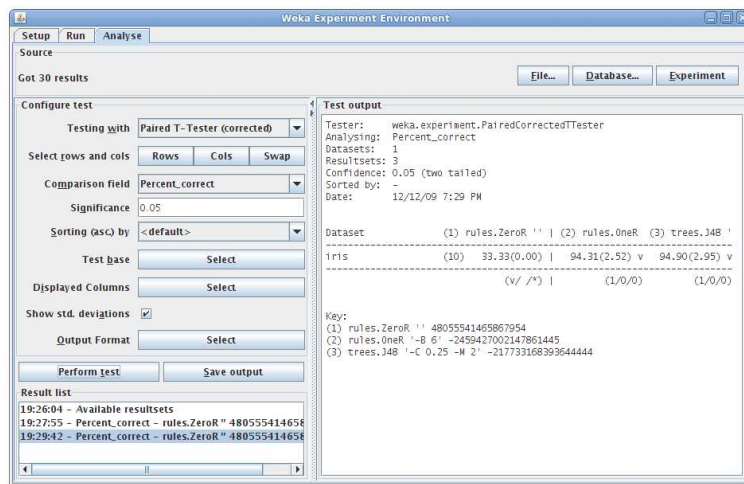 Weka Experiment Environment
Setup Run Analyse
Source
Got 30 results
File... Database... Experiment
Configure test
Testing with Paired T-Tester (corrected)
Select rows and cols Rows Cols Swap
Comparison field Percent_correct
Significance 0.05
Sorting (asc.) by <default>
Test base Select
Displayed Columns Select
Show std. deviations
Output Format Select
Perform test Save output
Result list
19:26:04 - Available resultsets
19:27:55 - Percent_correct - rules.ZeroR '' 480555414658
19:29:42 - Percent_correct - rules.ZeroR '' 480555414658
Test output
Tester: weka.experiment.PairedCorrectedTTester
Analysing: Percent_correct
Datasets: 1
Resultsets: 3
Confidence: 0.05 (two tailed)
Sorted by: -
Date: 12/12/09 7:29 PM
Dataset (1) rules.ZeroR '' | (2) rules.OneR (3) trees.J48 '
--------------------------------------------------------------
iris (10) 33.33(0.00) | 94.31(2.52) v 94.90(2.95) v
--------------------------------------------------------------
(v/ /*) | (1/0/0) (1/0/0)
Key:
(1) rules.ZeroR '' 48055541465867954
(2) rules.OneR '-B 6' -2459427002147861445
(3) trees.J48 '-C 0.25 -M 2' -217733168393644444